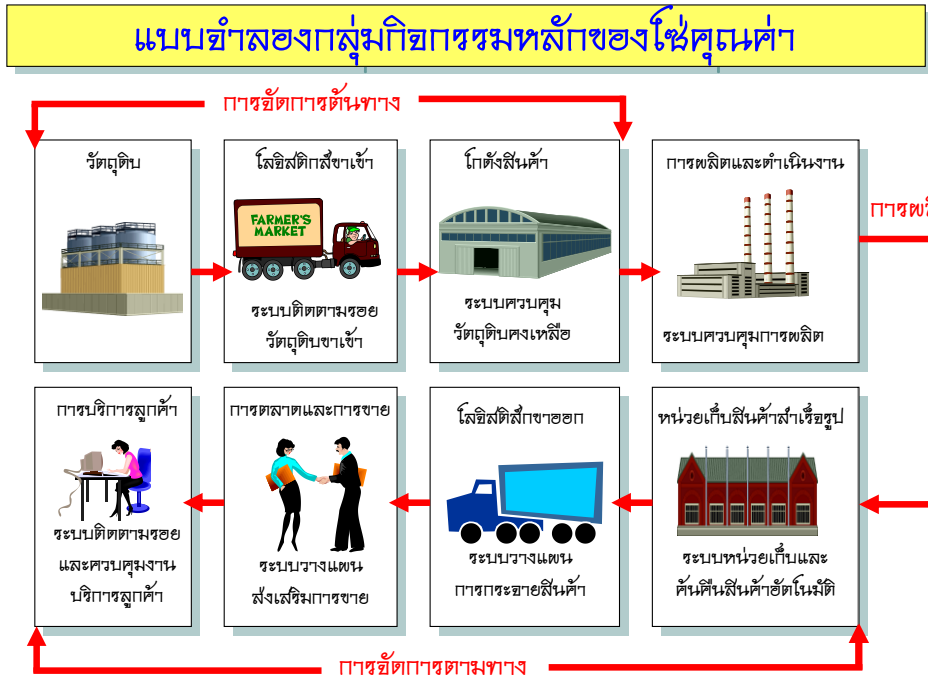 แบบจำลองกลุ่มกิจกรรมหลักของโซ่คุณค่า
การจัดการต้นทาง
วัตถุดิบ
โลจิสติกส์ขาเข้า
FARMER'S
MARKET
ระบบติดตามรอย
วัตถุดิบขาเข้า
โกดังสินค้า
ระบบควบคุม
วัตถุดิบคงเหลือ
การผลิตและดำเนินงาน
ระบบควบคุมการผลิต
การบริการลูกค้า
ระบบติดตามรอย
และควบคุมงาน
บริการลูกค้า
การตลาดและการขาย
ระบบวางแผน
ส่งเสริมการขาย
โลจิสติสึกขาออก
ระบบวางแผน
การกระจายสินค้า
หน่วยเก็บสินค้าสำเร็จรูป
ระบบหน่วยเก็บและ
ค้นคืนสินค้าอัตโนมัติ
การจัดการตามทาง